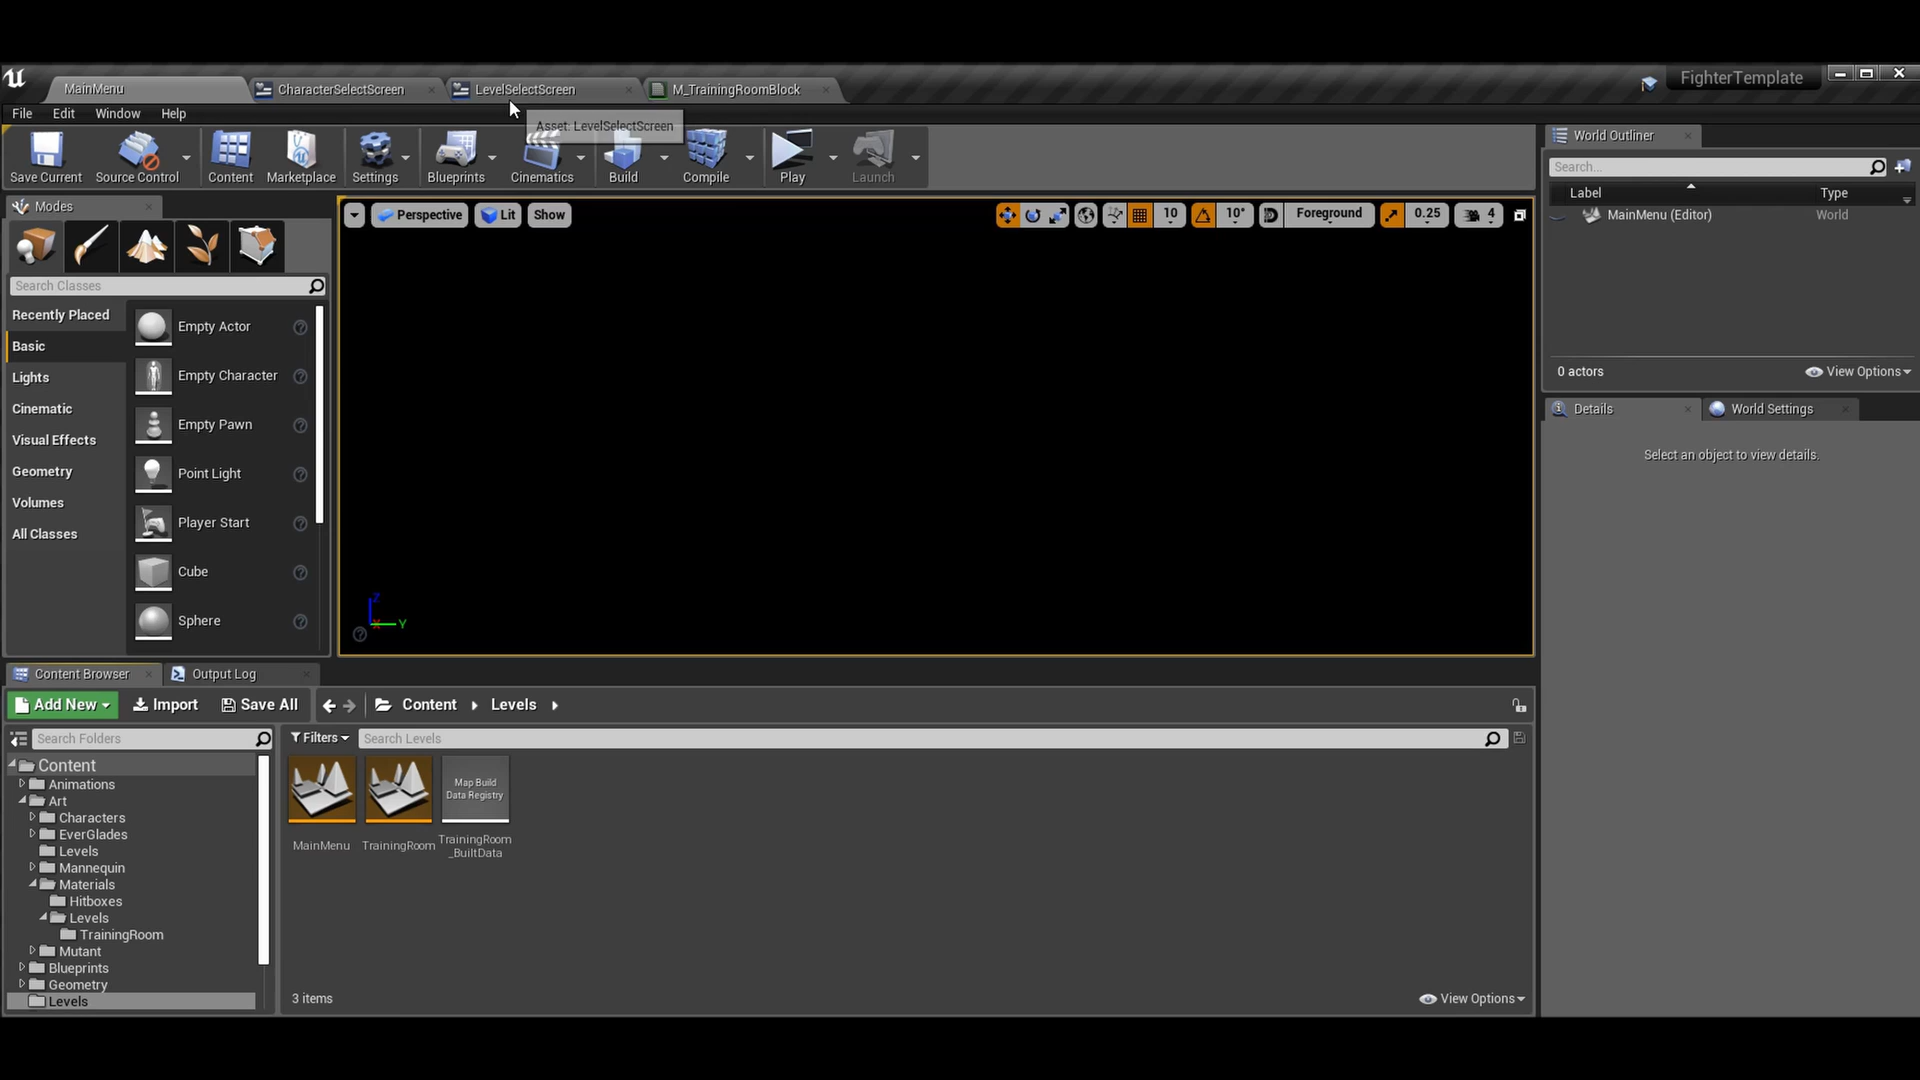 MainMenu
CharacterSelectScreen
LevelSelectScreen
M_TrainingRoomBlock
FighterTemplate
File Edit Window Help
Asset: LevelSelectScreen
Save Current
Source Control
Content
Marketplace
Settings
Blueprints
Cinematics
Build
Compile
Play
Launch
Modes
Search Classes
Recently Placed
Basic
Lights
Cinematic
Visual Effects
Geometry
Volumes
All Classes
Empty Actor
Empty Character
Empty Pawn
Point Light
Player Start
Cube
Sphere
Perspective
Lit
Show
10
10°
Foreground
0.25
4
Z
X
Y
World Outliner
Search...
Label Type
MainMenu (Editor) World
0 actors
View Options
Details
World Settings
Select an object to view details.
Content Browser
Output Log
Add New
Import
Save All
Content
Levels
Search Folders
Content
Animations
Art
Characters
EverGlades
Levels
Mannequin
Materials
Hitboxes
Levels
TrainingRoom
Mutant
Blueprints
Geometry
Levels
Filters
Search Levels
Map Build
Data Registry
MainMenu
TrainingRoom
TrainingRoom
_BuiltData
3 items
View Options